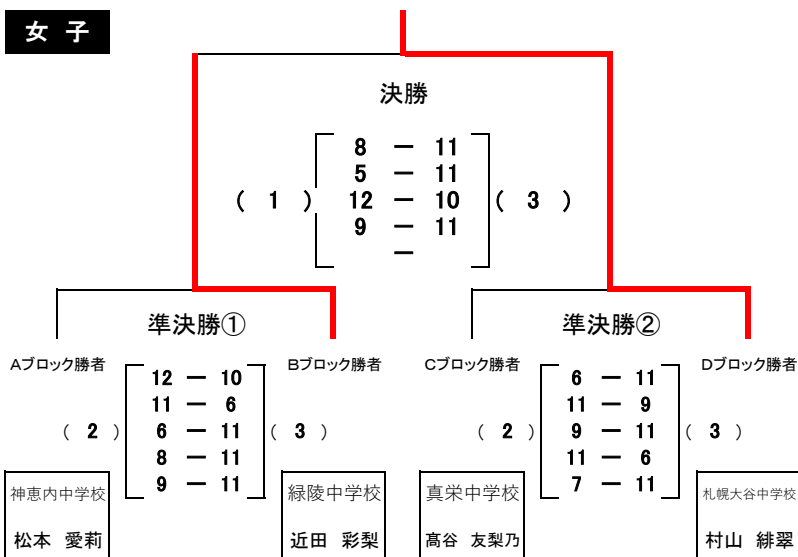 女 子
決勝
8 ー 11
5 ー 11
( 1 ) 12 ー 10 ( 3 )
9 ー 11
ー
準決勝① 準決勝②
Aブロック勝者 Bブロック勝者 Cブロック勝者 Dブロック勝者
12 ー 10 6 ー 11
11 ー 6 11 ー 9
( 2 ) 6 ー 11 ( 3 ) ( 2 ) 9 ー 11 ( 3 )
8 ー 11 11 ー 6
9 ー 11 7 ー 11
神恵内中学校 緑陵中学校 真栄中学校 札幌大谷中学校
松本 愛莉 近田 彩梨 髙谷 友梨乃 村山 緋翠